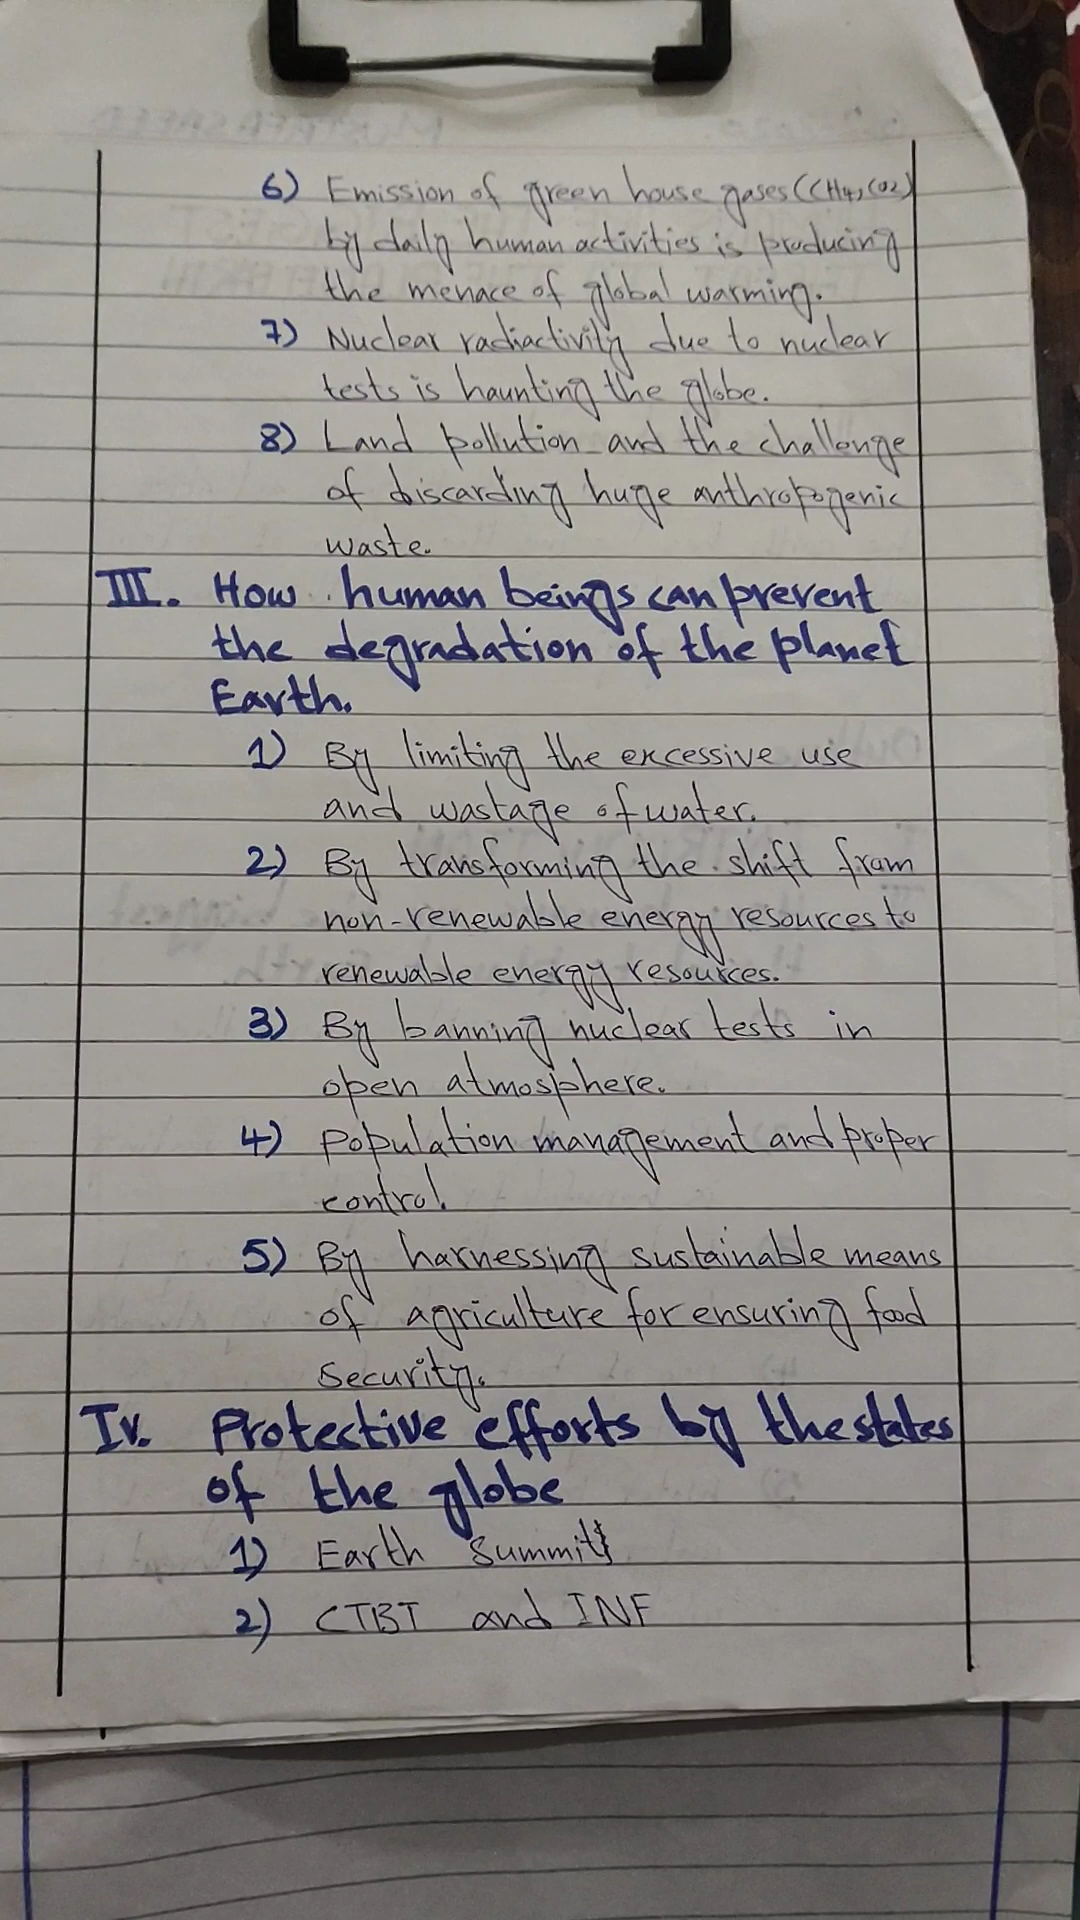 6) Emission of green house gases (CH4, CO2)
by daily human activities is producing
the menace of global warming.
7) Nuclear radiactivity due to nuclear
tests is haunting the globe.
8) Land pollution and the challenge
of discarding huge anthropogenic
waste.
III. How human beings can prevent
the degradation of the planet
Earth.
1) By limiting the excessive use
and wastage of water.
2) By transforming the shift from
non-renewable energy resources to
renewable energy resources.
3) By banning nuclear tests in
open atmosphere.
4) Population management and proper
control.
5) By harnessing sustainable means
of agriculture for ensuring food
security.
IV. Protective efforts by the states
of the globe
1) Earth Summit
2) CTBT and INF